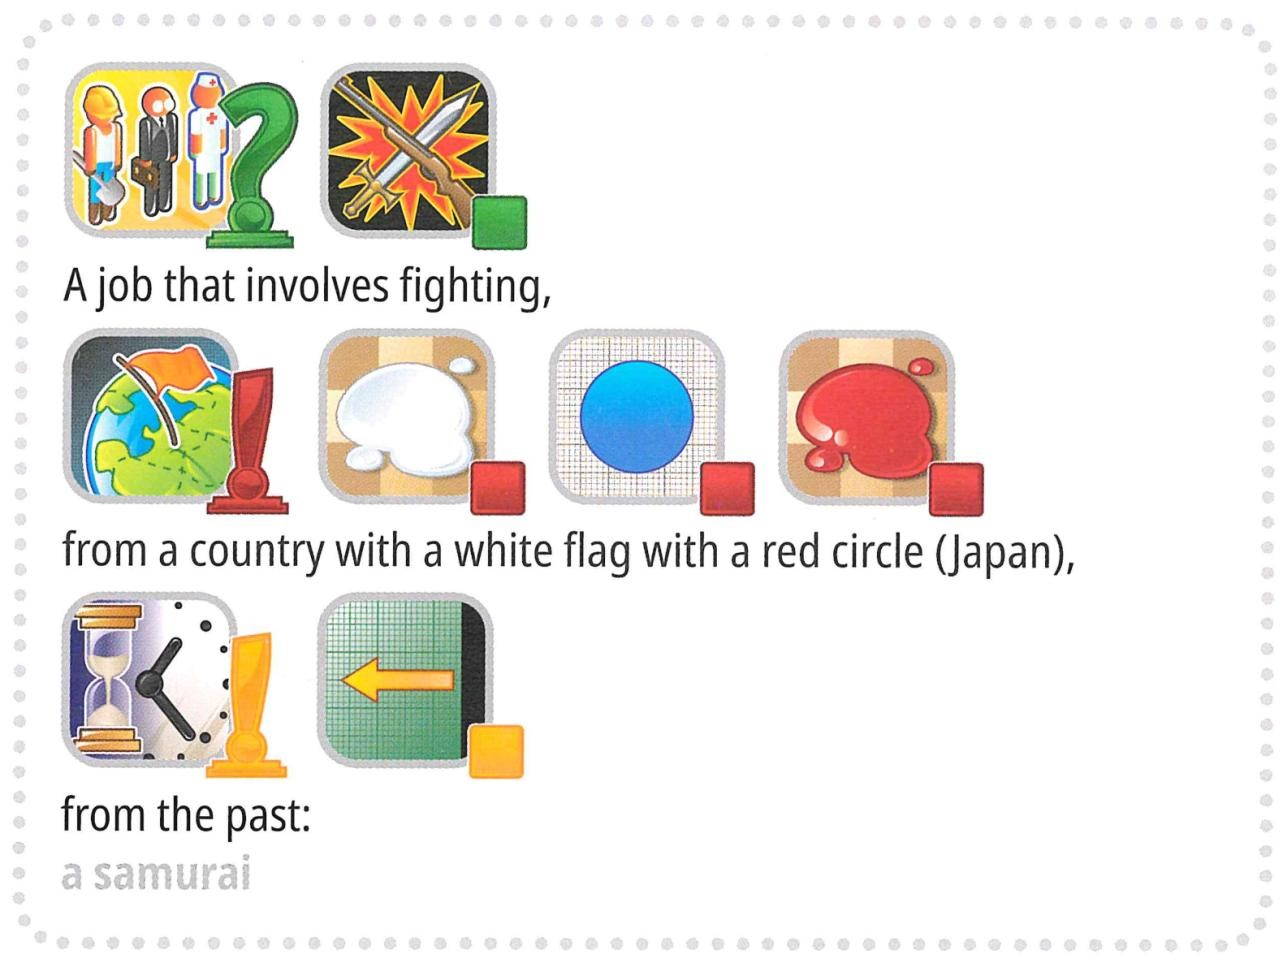 A job that involves fighting,
from a country with a white flag with a red circle (Japan),
from the past:
a samurai